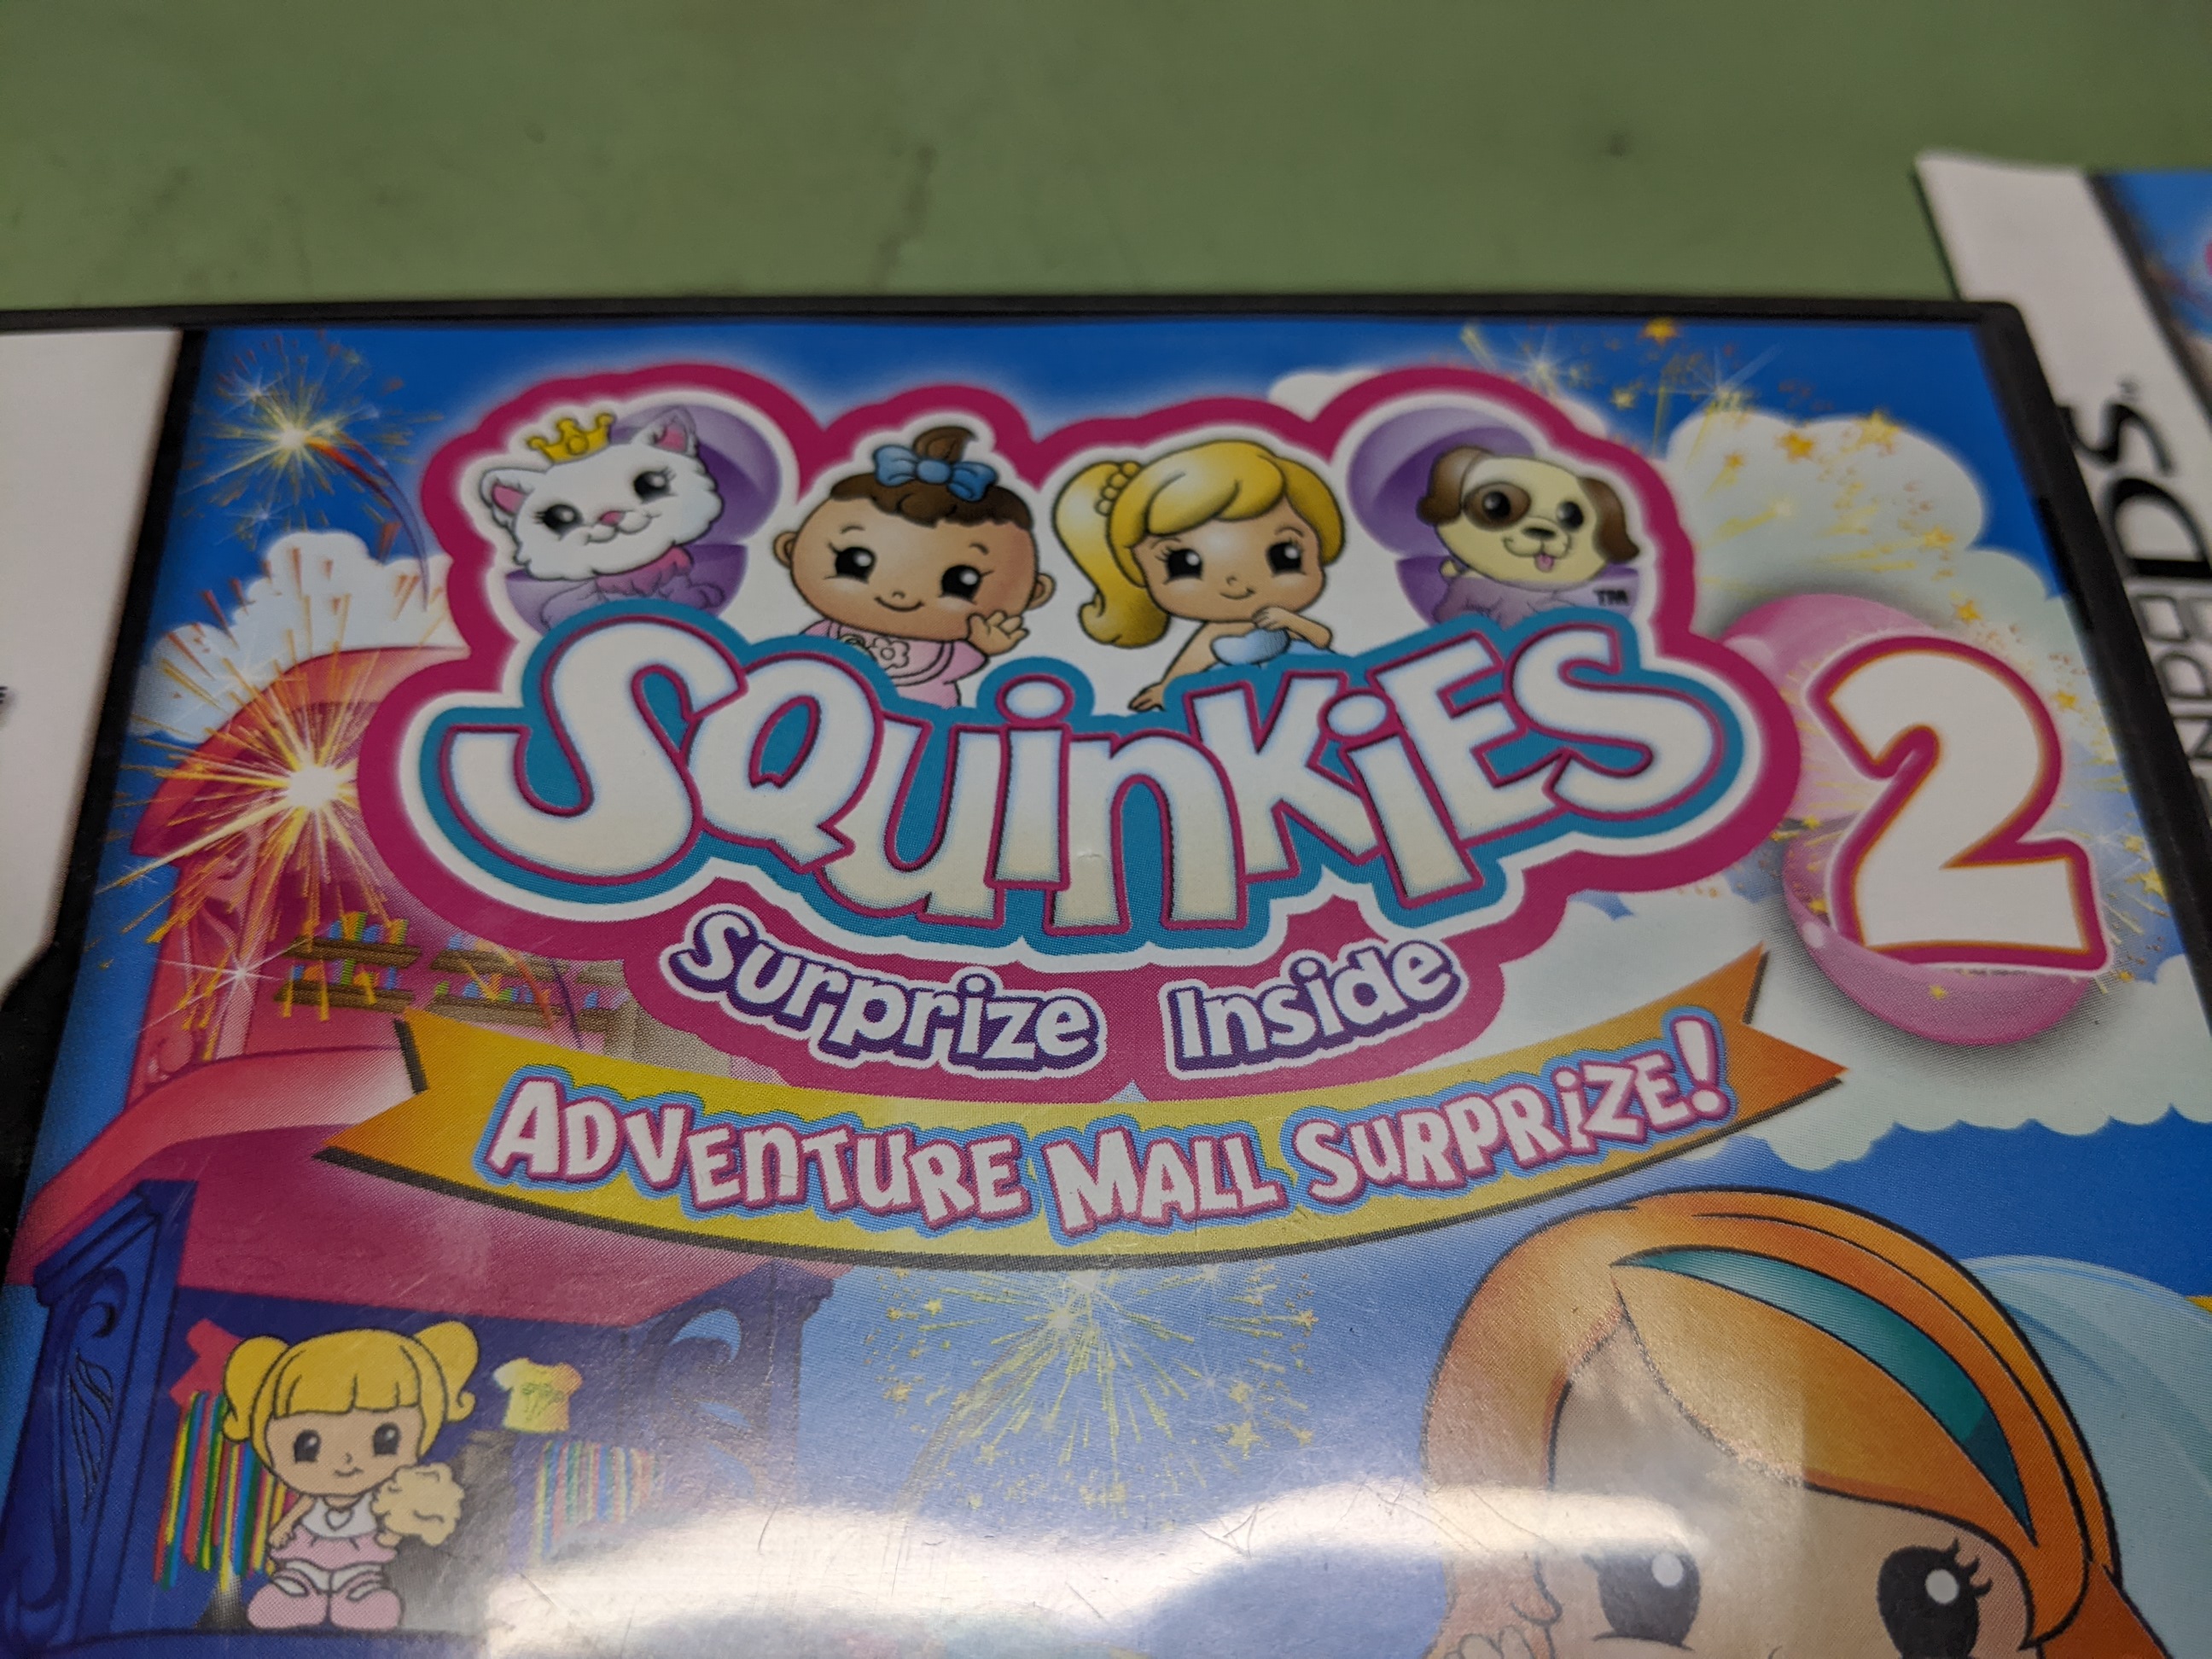 SQuinKiES 2
TM
Surprize Inside
ADVEnTuRE MALL SuRPRiZE!
DS